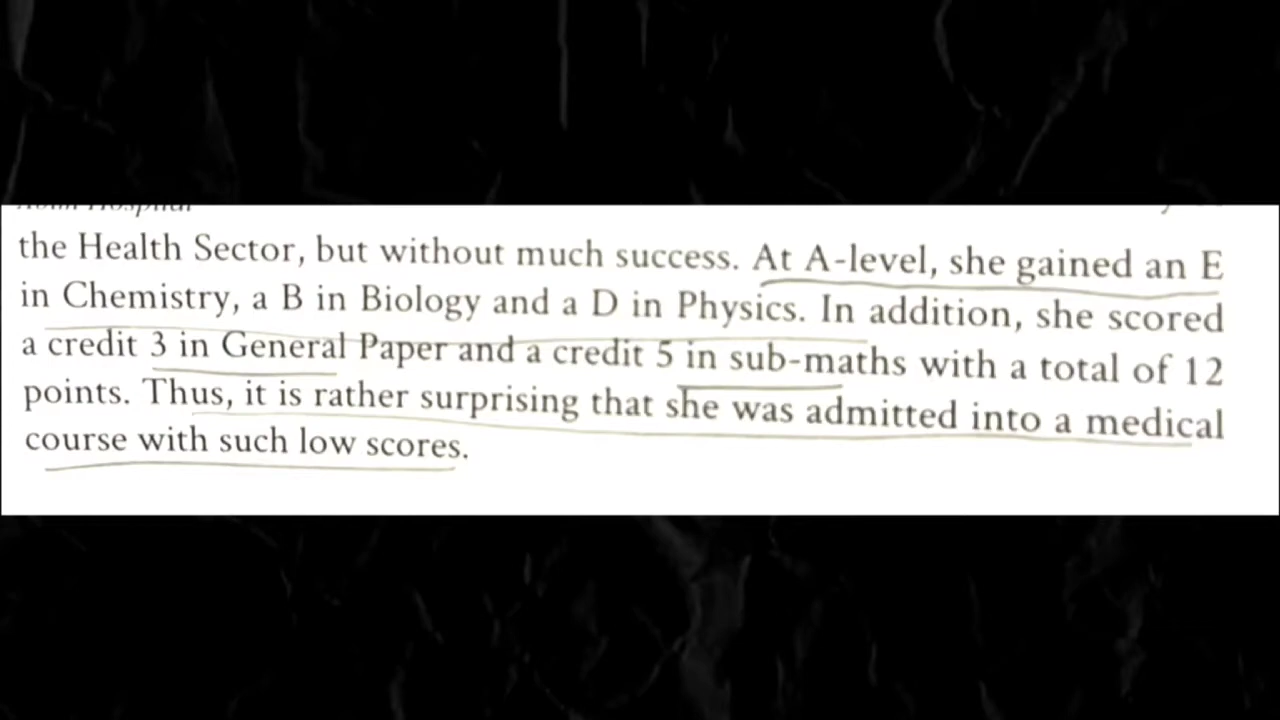 the Health Sector, but without much success. At A-level, she gained an E
in Chemistry, a B in Biology and a D in Physics. In addition, she scored
a credit 3 in General Paper and a credit 5 in sub-maths with a total of 12
points. Thus, it is rather surprising that she was admitted into a medical
course with such low scores.